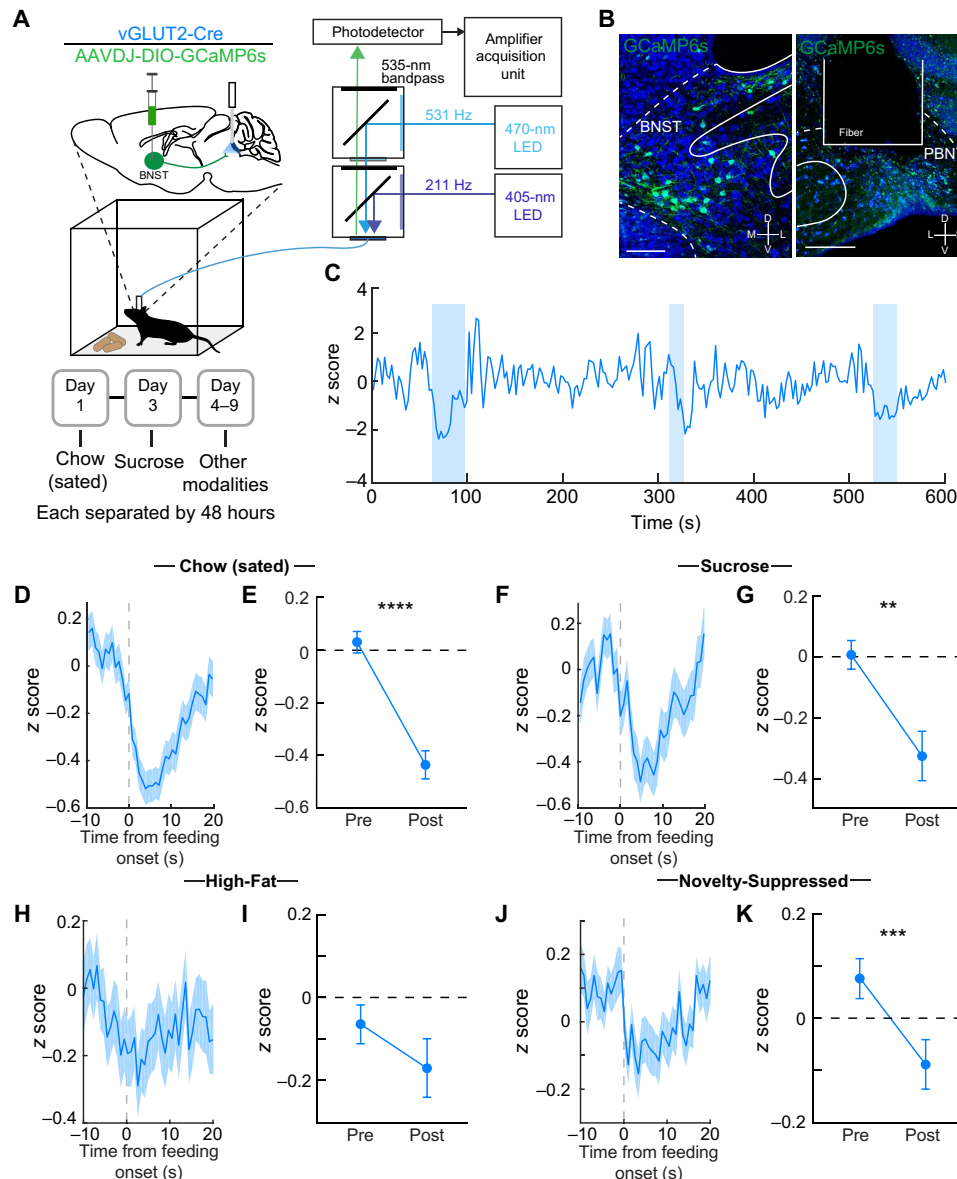 A
vGLUT2-Cre
AAVDJ-DIO-GCaMP6s
BNST
Photodetector
Amplifier
acquisition
unit
535-nm
bandpass
531 Hz
470-nm
LED
211 Hz
405-nm
LED
Day
1
Day
3
Day
4–9
Chow
(sated)
Sucrose
Other
modalities
Each separated by 48 hours
B
GCaMP6s
BNST
D
M
L
V
GCaMP6s
Fiber
PBN
D
L
V
C
z score
4
2
0
–2
–4
0
100
200
300
400
500
600
Time (s)
Chow (sated)
D
z score
0.2
0
–0.2
–0.4
–0.6
–10
0
10
20
Time from feeding
onset (s)
E
****
z score
0.2
0
–0.2
–0.4
–0.6
Pre
Post
Sucrose
F
z score
0.2
0
–0.2
–0.4
–0.6
–10
0
10
20
Time from feeding
onset (s)
G
**
z score
0.2
0
–0.2
–0.4
Pre
Post
High-Fat
H
z score
0.2
0
–0.2
–0.4
–10
0
10
20
Time from feeding
onset (s)
I
z score
0.2
0
–0.2
Pre
Post
Novelty-Suppressed
J
z score
0.2
0.1
0
–0.2
–10
0
10
20
Time from feeding
onset (s)
K
***
z score
0.2
0
–0.2
Pre
Post